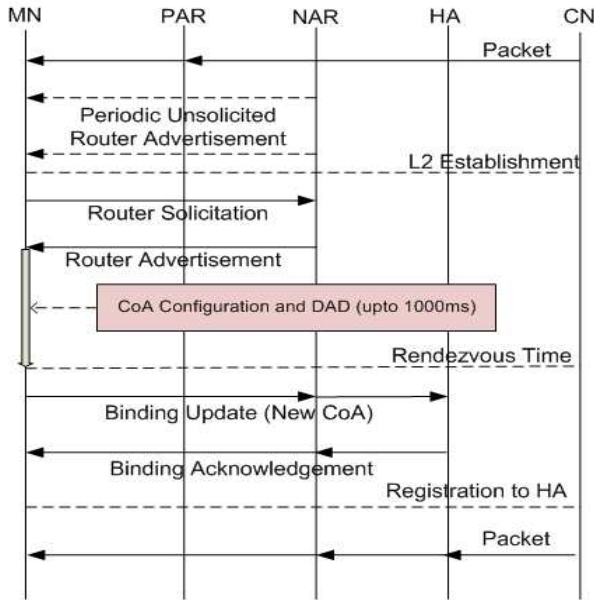 MN PAR NAR HA CN
Packet
Periodic Unsolicited
Router Advertisement
L2 Establishment
Router Solicitation
Router Advertisement
CoA Configuration and DAD (upto 1000ms)
Rendezvous Time
Binding Update (New CoA)
Binding Acknowledgement
Registration to HA
Packet